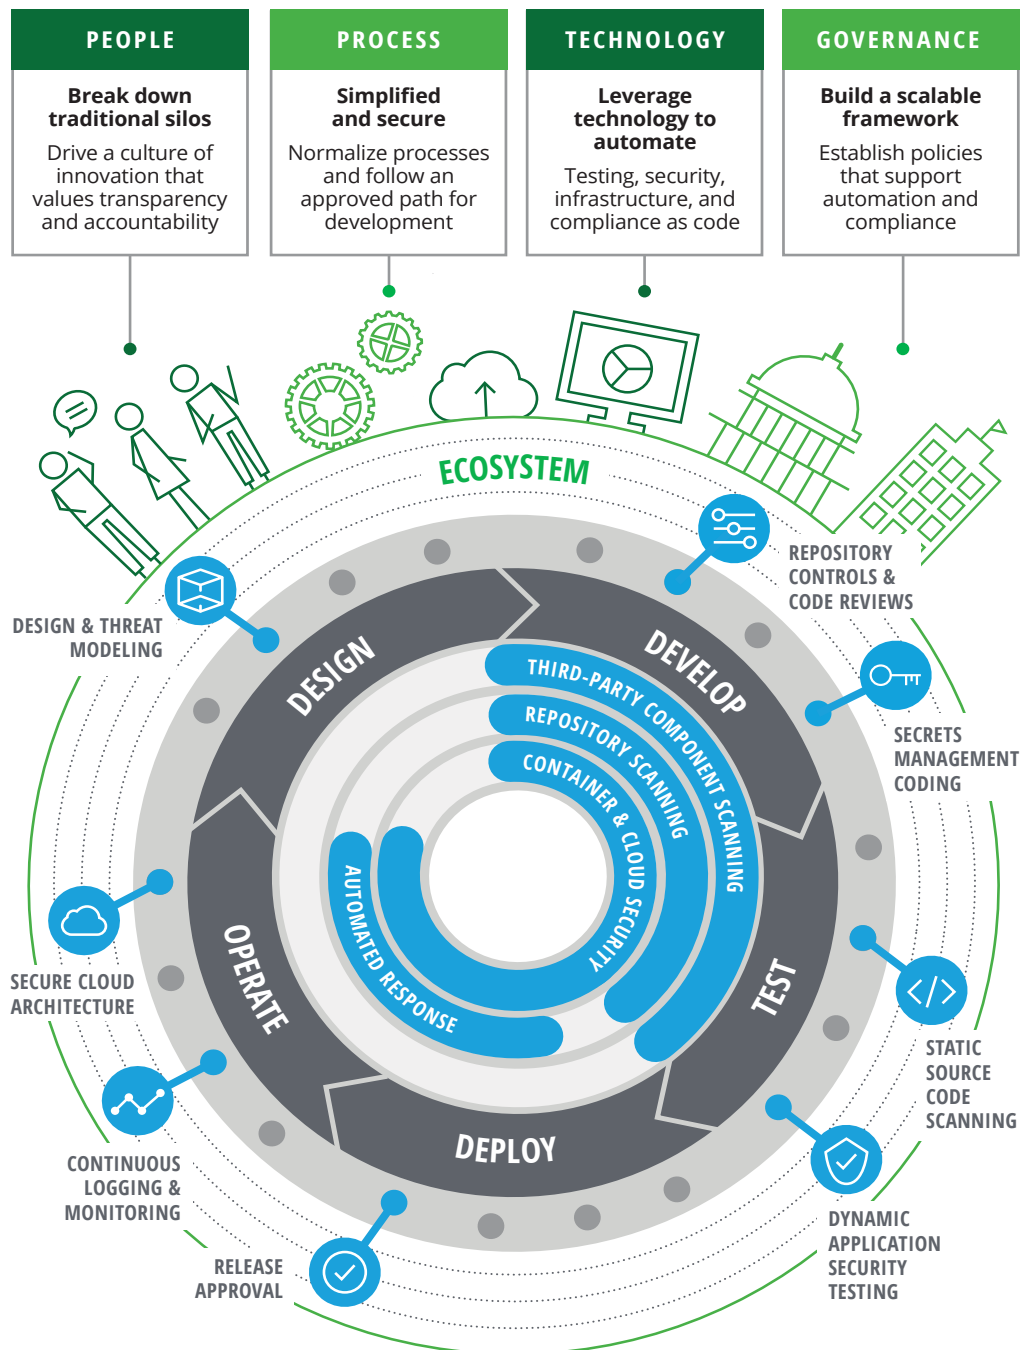 PEOPLE
Break down
traditional silos
Drive a culture of
innovation that
values transparency
and accountability
PROCESS
Simplified
and secure
Normalize processes
and follow an
approved path for
development
TECHNOLOGY
Leverage
technology to
automate
Testing, security,
infrastructure, and
compliance as code
GOVERNANCE
Build a scalable
framework
Establish policies
that support
automation and
compliance
ECOSYSTEM
DESIGN & THREAT
MODELING
REPOSITORY
CONTROLS &
CODE REVIEWS
SECRETS
MANAGEMENT
CODING
STATIC
SOURCE
CODE
SCANNING
DYNAMIC
APPLICATION
SECURITY
TESTING
RELEASE
APPROVAL
CONTINUOUS
LOGGING &
MONITORING
SECURE CLOUD
ARCHITECTURE
DESIGN
DEVELOP
TEST
DEPLOY
OPERATE
THIRD-PARTY COMPONENT SCANNING
REPOSITORY SCANNING
CONTAINER & CLOUD SECURITY
AUTOMATED RESPONSE